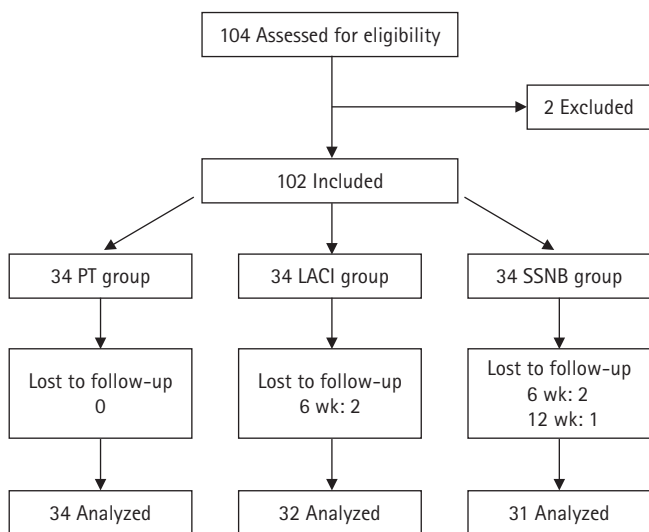 104 Assessed for eligibility
2 Excluded
102 Included
34 PT group
34 LACI group
34 SSNB group
Lost to follow-up
0
Lost to follow-up
6 wk: 2
Lost to follow-up
6 wk: 2
12 wk: 1
34 Analyzed
32 Analyzed
31 Analyzed